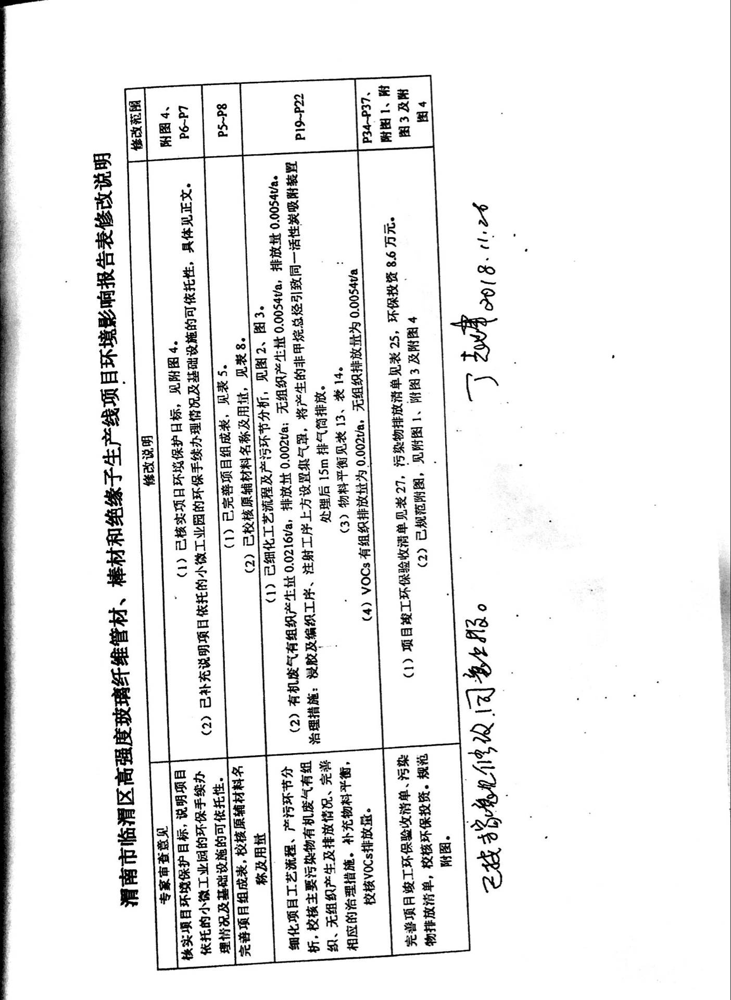 渭南市临渭区高强度玻璃纤维管材、棒材和绝缘子生产线项目环境影响报告表修改说明
专家审查意见
修改说明
修改范围
核实项目环境保护目标,说明项目
依托的小微工业园的环保手续办
理情况及基础设施的可依托性。
(1)已核实项目环境保护目标,见附图4。
(2)已补充说明项目依托的小微工业园的环保手续办理情况及基础设施的可依托性,具体见正文。
附图4、
P6~P7
完善项目组成表,校核原辅材料名
称及用量
(1)已完善项目组成表,见表5。
(2)已校核原辅材料名称及用量,见表8。
P5~P8
细化项目工艺流程、产污环节分
析,校核主要污染物有机废气有组
织、无组织产生及排放情况、完善
相应的治理措施。补充物料平衡,
校核VOCs排放量。
(1)已细化工艺流程及产污环节分析,见图2、图3。
(2)有机废气有组织产生量0.0216t/a,排放量0.002t/a;无组织产生量0.0054t/a,排放量0.0054t/a。
治理措施:浸胶及编织工序、注射工序上方设置集气罩,将产生的非甲烷总烃引致同一活性炭吸附装置
处理后15m排气筒排放。
(3)物料平衡见表13、表14。
(4)VOCs有组织排放量为0.002t/a,无组织排放量为0.0054t/a
P19~P22
完善项目竣工环保验收清单、污染
物排放清单,校核环保投资。规范
附图。
(1)项目竣工环保验收清单见表27,污染物排放清单见表25,环保投资8.6万元。
(2)已规范附图,见附图1、附图3及附图4
P34~P37、
附图1、附
图3及附
图4
已按专家意见修改,同意上报。
2018.11.26